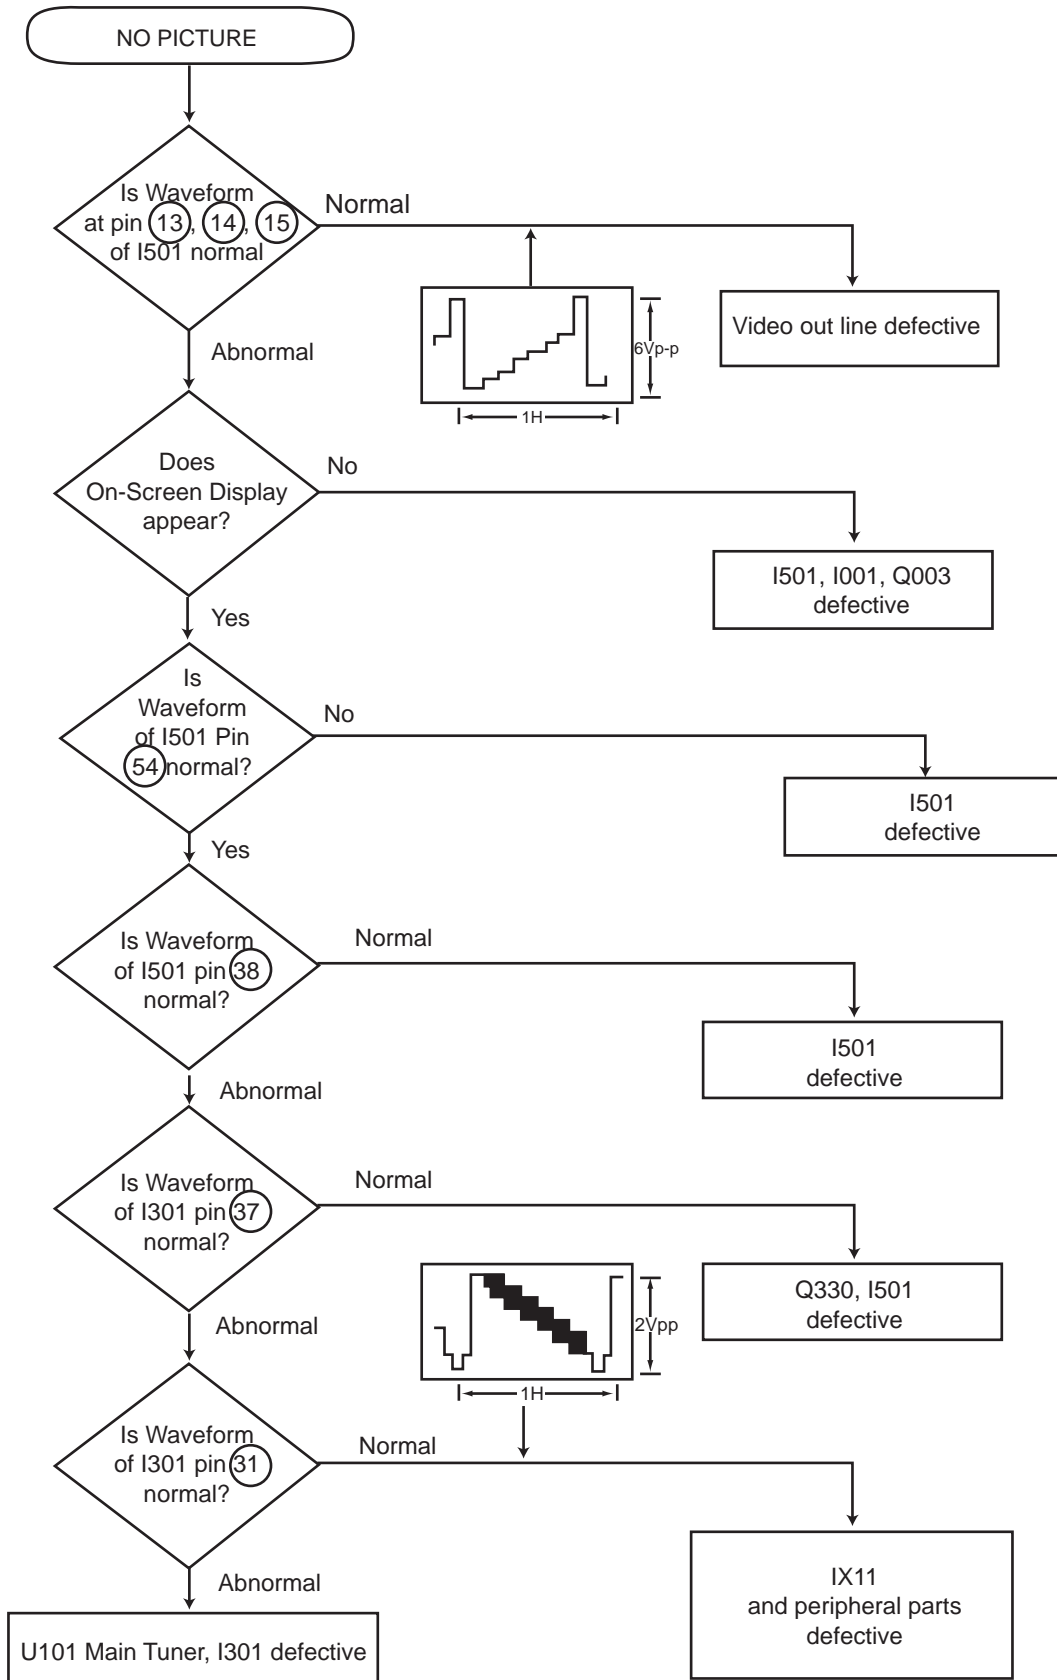 NO PICTURE
Is Waveform
at pin 13, 14, 15
of I501 normal
Normal
6Vp-p
1H
Video out line defective
Abnormal
Does
On-Screen Display
appear?
No
I501, I001, Q003
defective
Yes
Is
Waveform
of I501 Pin
54 normal?
No
I501
defective
Yes
Is Waveform
of I501 pin 38
normal?
Normal
I501
defective
Abnormal
Is Waveform
of I301 pin 37
normal?
Normal
Q330, I501
defective
Abnormal
2Vpp
1H
Is Waveform
of I301 pin 31
normal?
Normal
IX11
and peripheral parts
defective
Abnormal
U101 Main Tuner, I301 defective